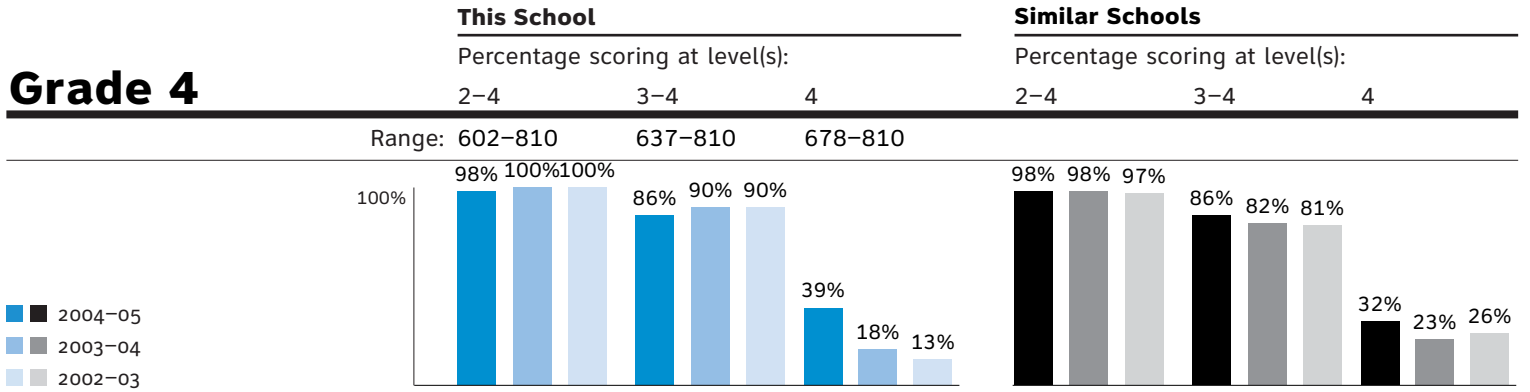 This School Similar Schools
Percentage scoring at level(s): Percentage scoring at level(s):
Grade 4 2–4 3–4 4 2–4 3–4 4
Range: 602–810 637–810 678–810
100%
98% 100% 100% 86% 90% 90% 39% 18% 13% 98% 98% 97% 86% 82% 81% 32% 23% 26%
2004–05
2003–04
2002–03